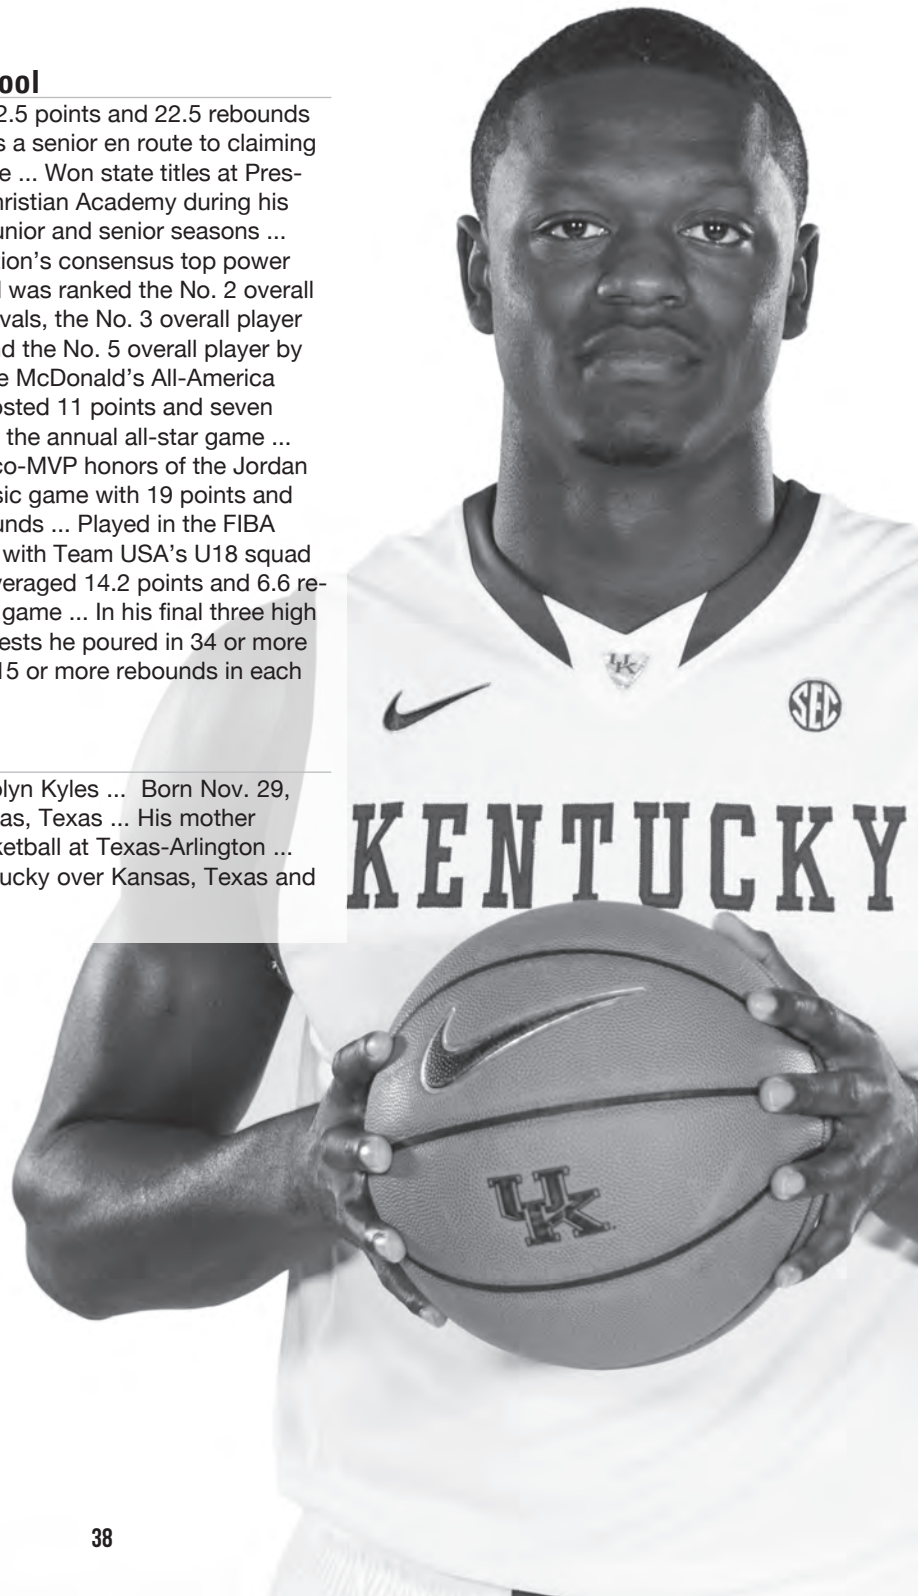 ool
2.5 points and 22.5 rebounds
s a senior en route to claiming
e ... Won state titles at Pres-
hristian Academy during his
unior and senior seasons ...
tion's consensus top power
d was ranked the No. 2 overall
vals, the No. 3 overall player
nd the No. 5 overall player by
e McDonald's All-America
osted 11 points and seven
the annual all-star game ...
co-MVP honors of the Jordan
sic game with 19 points and
unds ... Played in the FIBA
with Team USA's U18 squad
veraged 14.2 points and 6.6 re-
game ... In his final three high
ests he poured in 34 or more
15 or more rebounds in each
olyn Kyles ... Born Nov. 29,
as, Texas ... His mother
ketball at Texas-Arlington ...
ucky over Kansas, Texas and
UK
SEC
KENTUCKY
UK
38